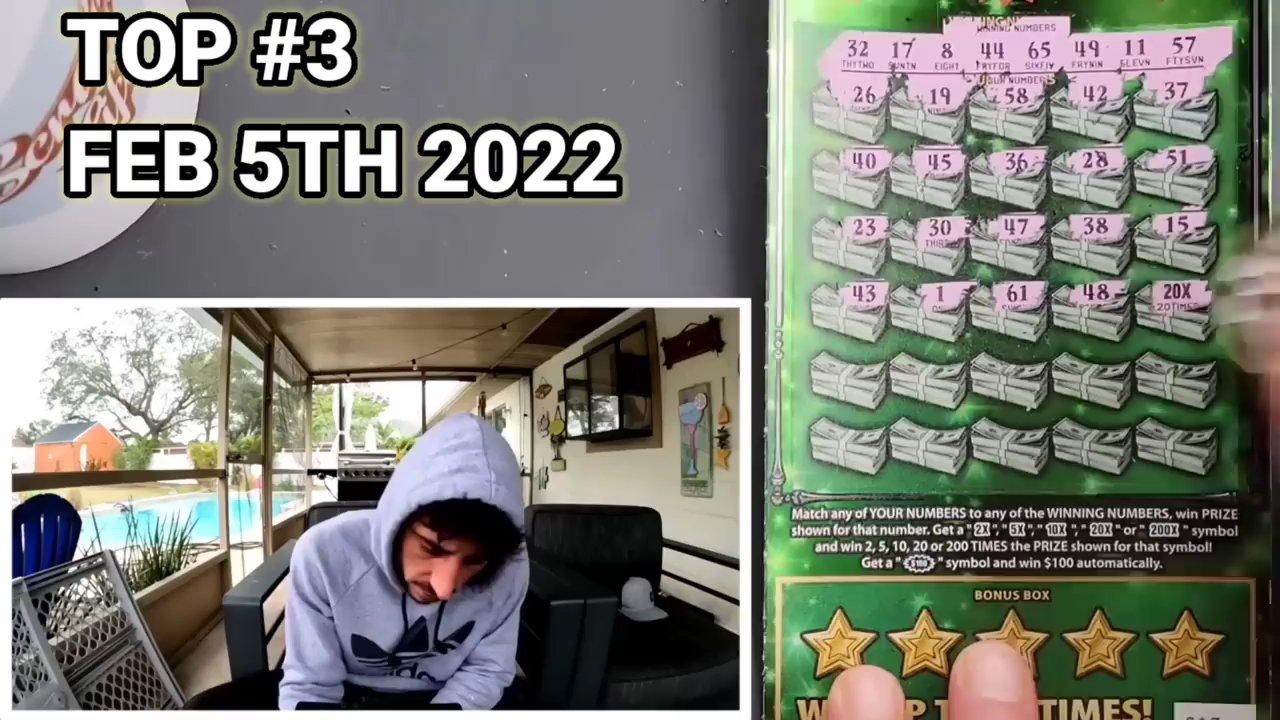 TOP #3
FEB 5TH 2022
WINNING NUMBERS
32 17 8 44 65 49 11 57
THYTWO SVNTN EIGHT FRYFOR SIXFIV FRYNIN ELEVN FTYSVN
YOUR NUMBERS
26 19 58 42 37
40 45 36 28 51
23 30 47 38 15
43 1 61 48 20X
20TIMES
Match any of YOUR NUMBERS to any of the WINNING NUMBERS, win PRIZE
shown for that number. Get a "2X", "5X", "10X", "20X" or "200X" symbol
and win 2, 5, 10, 20 or 200 TIMES the PRIZE shown for that symbol!
Get a "$100" symbol and win $100 automatically.
BONUS BOX
TIMES!